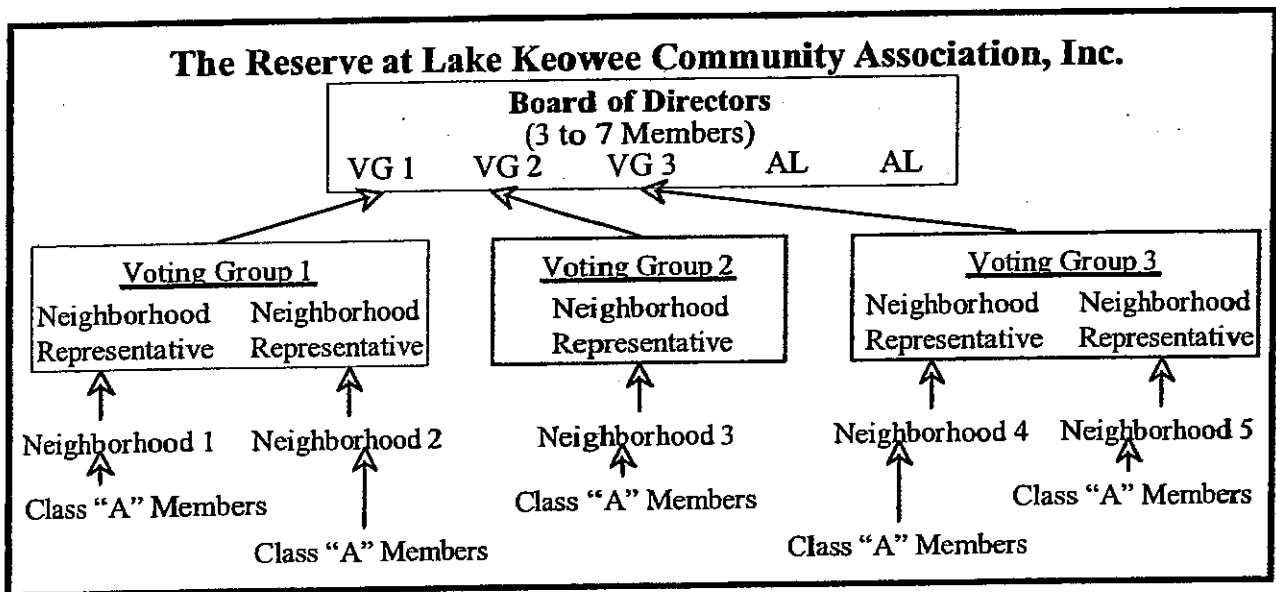 The Reserve at Lake Keowee Community Association, Inc.
Board of Directors
(3 to 7 Members)
VG 1 VG 2 VG 3 AL AL
Voting Group 1 Voting Group 2 Voting Group 3
Neighborhood Neighborhood Neighborhood Neighborhood Neighborhood
Representative Representative Representative Representative Representative
Neighborhood 1 Neighborhood 2 Neighborhood 3 Neighborhood 4 Neighborhood 5
Class “A” Members Class “A” Members Class “A” Members
Class “A” Members Class “A” Members